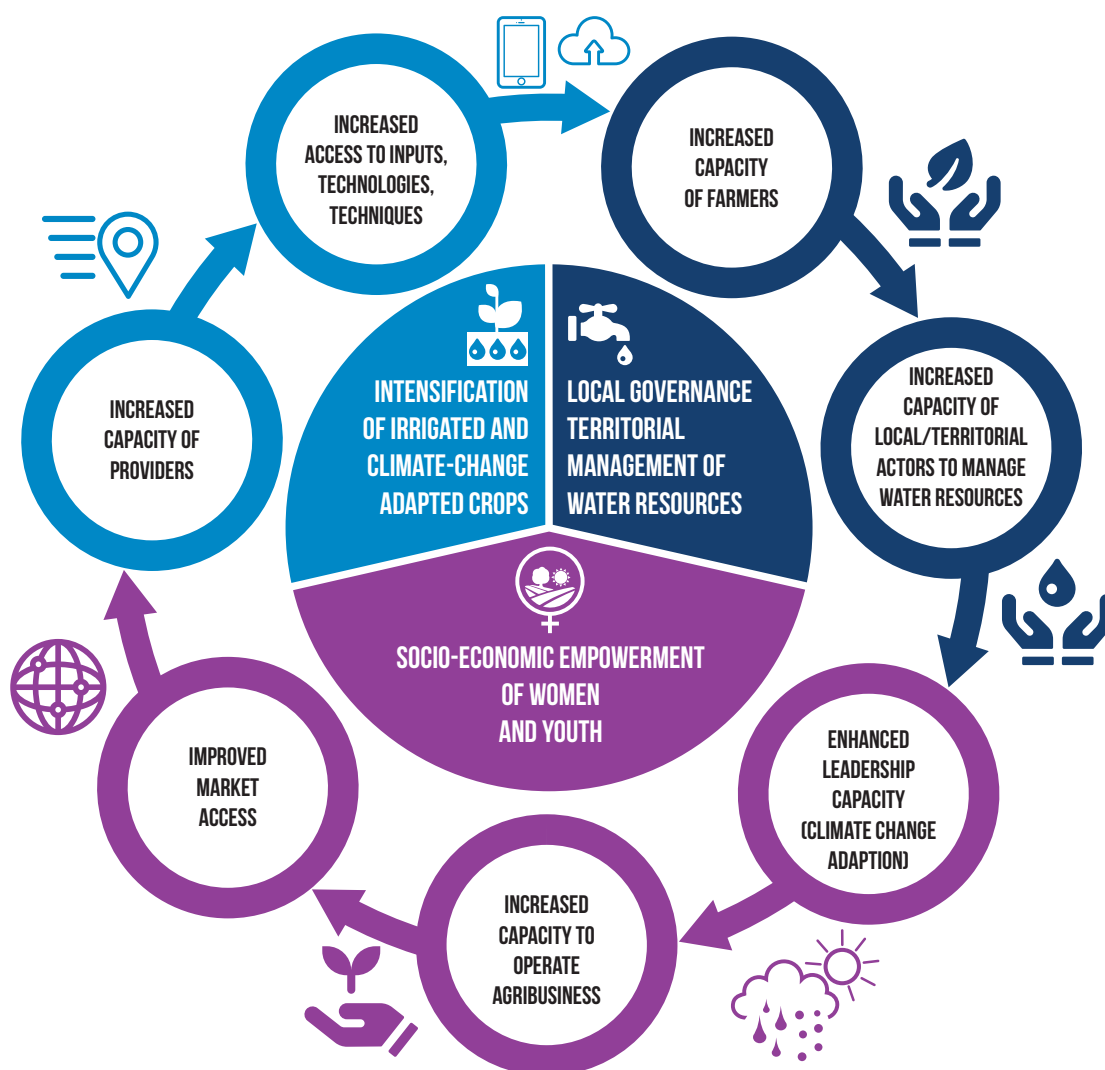 INCREASED
ACCESS TO INPUTS,
TECHNOLOGIES,
TECHNIQUES
INCREASED
CAPACITY
OF FARMERS
INCREASED
CAPACITY OF
LOCAL/TERRITORIAL
ACTORS TO MANAGE
WATER RESOURCES
ENHANCED
LEADERSHIP
CAPACITY
(CLIMATE CHANGE
ADAPTION)
INCREASED
CAPACITY TO
OPERATE
AGRIBUSINESS
IMPROVED
MARKET
ACCESS
INCREASED
CAPACITY OF
PROVIDERS
INTENSIFICATION
OF IRRIGATED AND
CLIMATE-CHANGE
ADAPTED CROPS
LOCAL GOVERNANCE
TERRITORIAL
MANAGEMENT OF
WATER RESOURCES
SOCIO-ECONOMIC EMPOWERMENT
OF WOMEN
AND YOUTH